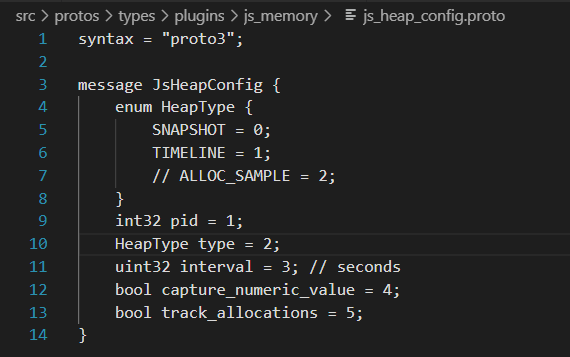 src > protos > types > plugins > js_memory > js_heap_config.proto
1 syntax = "proto3";
2
3 message JsHeapConfig {
4     enum HeapType {
5         SNAPSHOT = 0;
6         TIMELINE = 1;
7         // ALLOC_SAMPLE = 2;
8     }
9     int32 pid = 1;
10     HeapType type = 2;
11     uint32 interval = 3; // seconds
12     bool capture_numeric_value = 4;
13     bool track_allocations = 5;
14 }